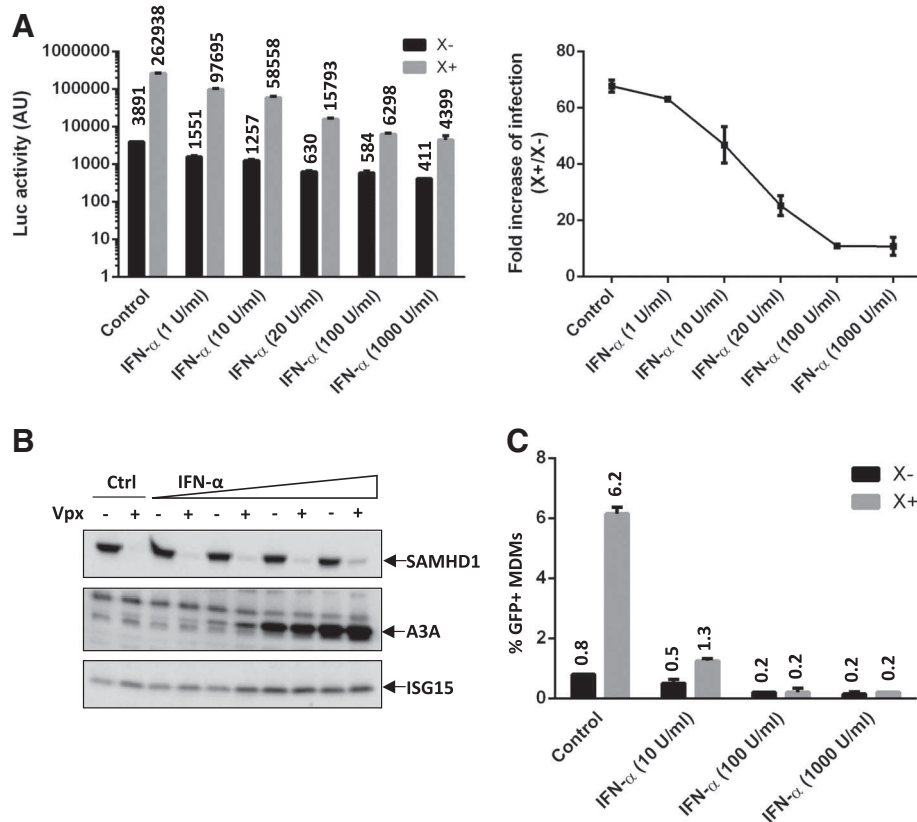 A
Luc activity (AU)
1000000
100000
10000
1000
100
10
1
3891
262938
1551
97695
1257
58558
630
15793
584
6298
411
4399
X-
X+
Control
IFN-α (1 U/ml)
IFN-α (10 U/ml)
IFN-α (20 U/ml)
IFN-α (100 U/ml)
IFN-α (1000 U/ml)
Fold increase of infection
(X+/X-)
80
60
40
20
0
Control
IFN-α (1 U/ml)
IFN-α (10 U/ml)
IFN-α (20 U/ml)
IFN-α (100 U/ml)
IFN-α (1000 U/ml)
B
Ctrl IFN-α
Vpx - + - + - + - + - +
SAMHD1
A3A
ISG15
C
% GFP+ MDMs
8
6
4
2
0
0.8
6.2
0.5
1.3
0.2
0.2
0.2
0.2
X-
X+
Control
IFN-α (10 U/ml)
IFN-α (100 U/ml)
IFN-α (1000 U/ml)